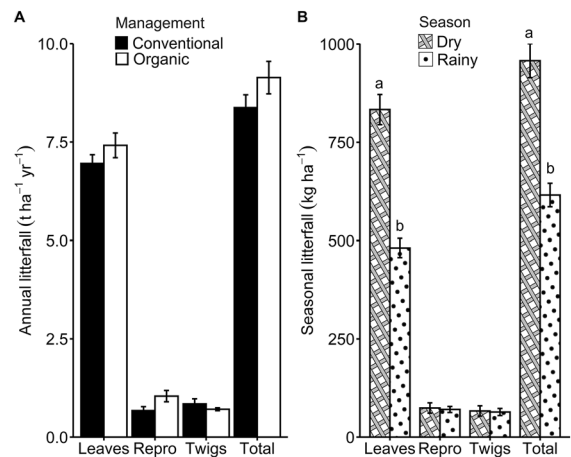 A
Management
Conventional
Organic
Annual litterfall (t ha⁻¹ yr⁻¹)
10.0
7.5
5.0
2.5
0.0
Leaves Repro Twigs Total
B
Season
Dry
Rainy
Seasonal litterfall (kg ha⁻¹)
1000
750
500
250
0
a
b
a
b
Leaves Repro Twigs Total